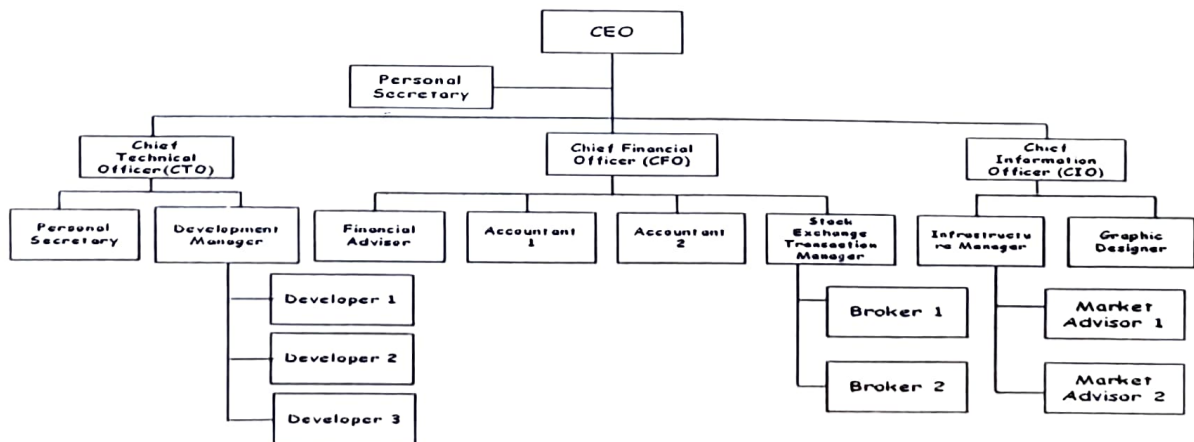 CEO
Personal
Secretary
Chief
Technical
Officer(CTO)
Chief Financial
Officer (CFO)
Chief
Information
Officer (CIO)
Personal
Secretary
Development
Manager
Financial
Advisor
Accountant
1
Accountant
2
Stock
Exchange
Transaction
Manager
Infrastructu
re Manager
Graphic
Designer
Developer 1
Developer 2
Developer 3
Broker 1
Broker 2
Market
Advisor 1
Market
Advisor 2